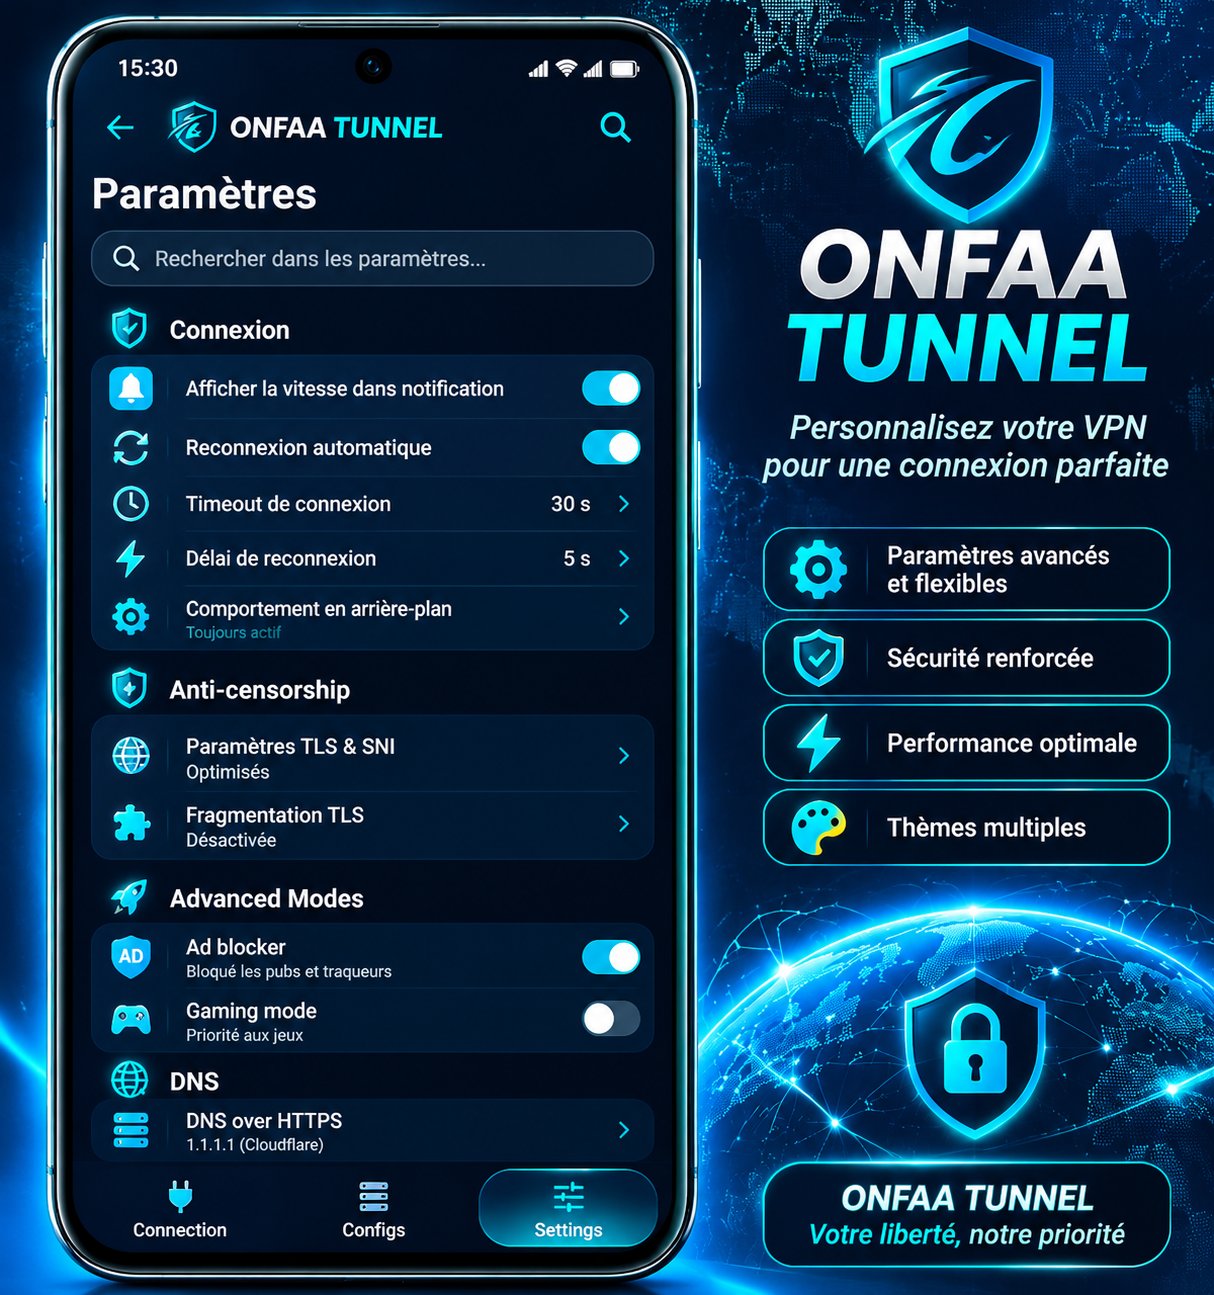 15:30
ONFAA TUNNEL
Paramètres
Rechercher dans les paramètres...
Connexion
Afficher la vitesse dans notification
Reconnexion automatique
Timeout de connexion 30 s
Délai de reconnexion 5 s
Comportement en arrière-plan
Toujours actif
Anti-censorship
Paramètres TLS & SNI
Optimisés
Fragmentation TLS
Désactivée
Advanced Modes
AD
Ad blocker
Bloqué les pubs et traqueurs
Gaming mode
Priorité aux jeux
DNS
DNS over HTTPS
1.1.1.1 (Cloudflare)
Connection
Configs
Settings
ONFAA
TUNNEL
Personnalisez votre VPN
pour une connexion parfaite
Paramètres avancés
et flexibles
Sécurité renforcée
Performance optimale
Thèmes multiples
ONFAA TUNNEL
Votre liberté, notre priorité